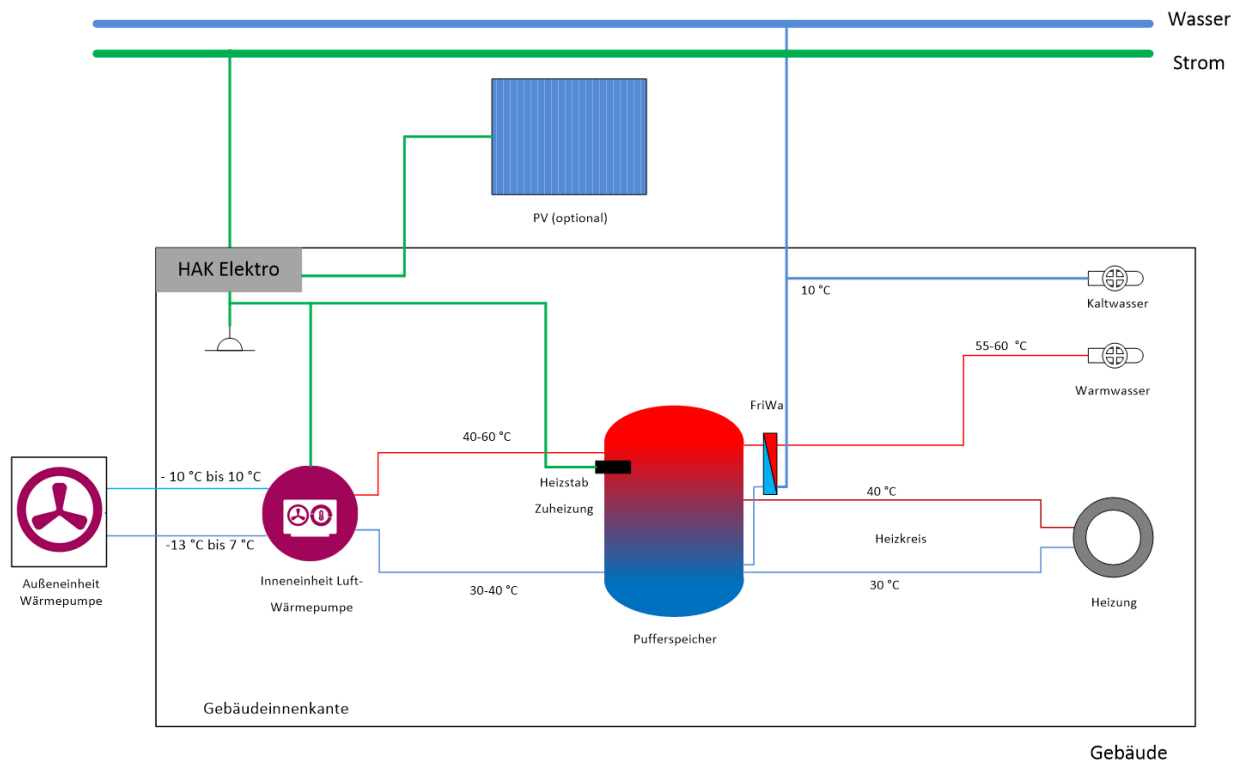 Wasser
Strom
PV (optional)
HAK Elektro
10 °C
Kaltwasser
55-60 °C
Warmwasser
FriWa
40-60 °C
- 10 °C bis 10 °C
Heizstab
Zuheizung
40 °C
-13 °C bis 7 °C
Heizkreis
Außeneinheit
Wärmepumpe
Inneneinheit Luft-
Wärmepumpe
30-40 °C
30 °C
Heizung
Pufferspeicher
Gebäudeinnenkante
Gebäude